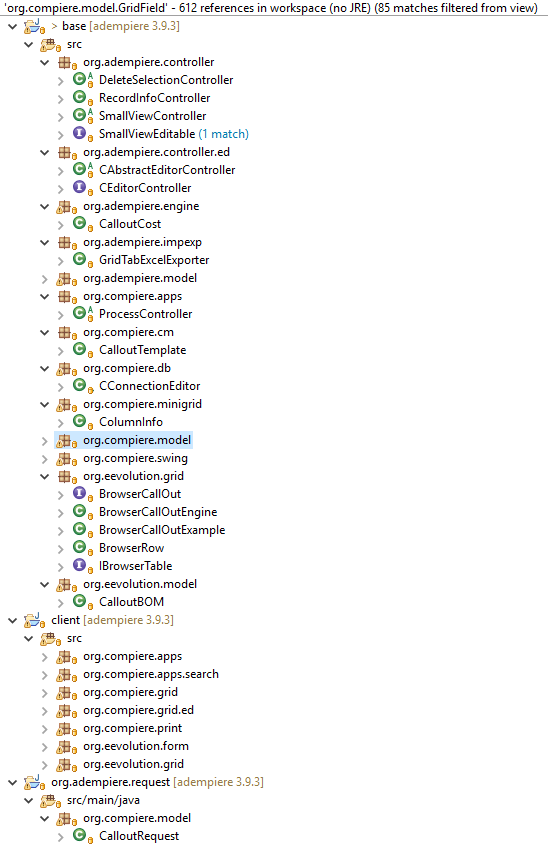 'org.compiere.model.GridField' - 612 references in workspace (no JRE) (85 matches filtered from view)
> base [adempiere 3.9.3]
src
org.adempiere.controller
DeleteSelectionController
RecordInfoController
SmallViewController
SmallViewEditable (1 match)
org.adempiere.controller.ed
CAbstractEditorController
CEditorController
org.adempiere.engine
CalloutCost
org.adempiere.impexp
GridTabExcelExporter
org.adempiere.model
org.compiere.apps
ProcessController
org.compiere.cm
CalloutTemplate
org.compiere.db
CConnectionEditor
org.compiere.minigrid
ColumnInfo
org.compiere.model
org.compiere.swing
org.eevolution.grid
BrowserCallOut
BrowserCallOutEngine
BrowserCallOutExample
BrowserRow
IBrowserTable
org.eevolution.model
CalloutBOM
client [adempiere 3.9.3]
src
org.compiere.apps
org.compiere.apps.search
org.compiere.grid
org.compiere.grid.ed
org.compiere.print
org.eevolution.form
org.eevolution.grid
org.adempiere.request [adempiere 3.9.3]
src/main/java
org.compiere.model
CalloutRequest